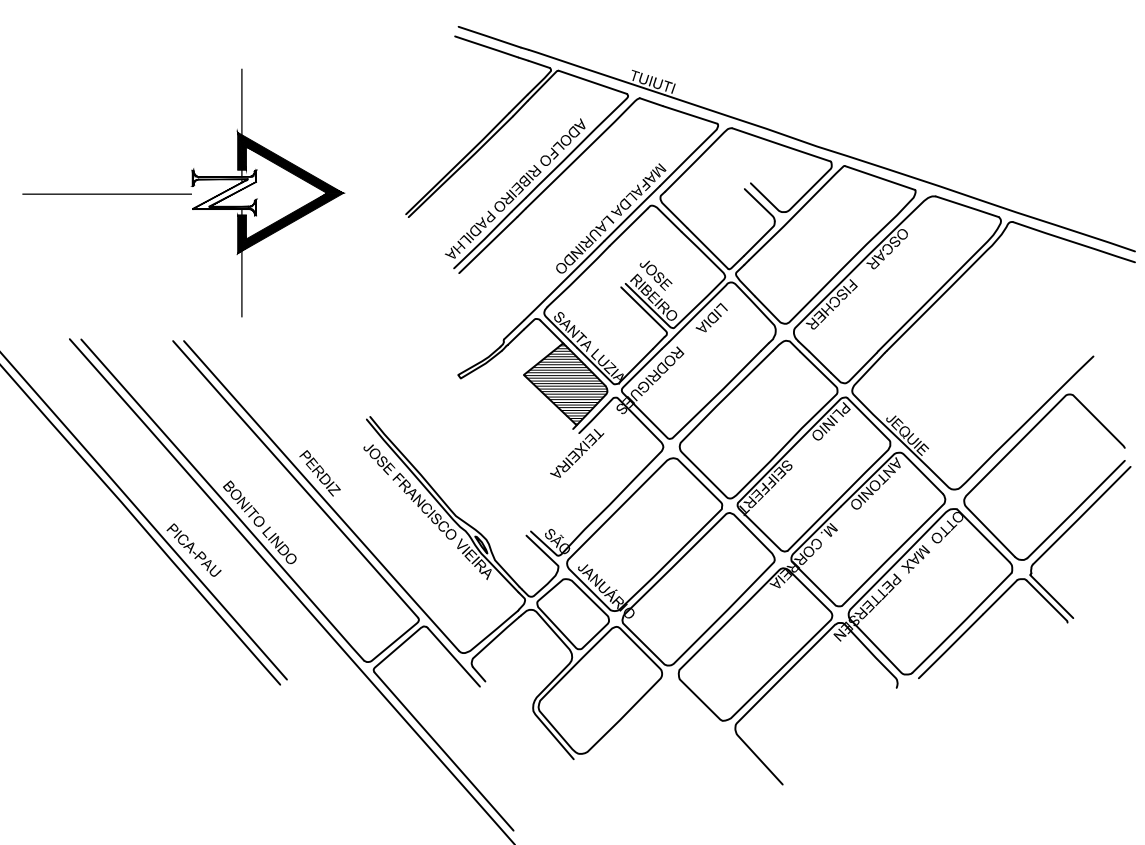 TUIUTI
N
ADOLFO RIBEIRO PADILHA
MAFALDA LAURINDO
OSCAR FISCHER
JOSE
RIBEIRO
SANTA LUZIA
LIDIA RODRIGUES TEIXEIRA
PLINIO SEIFFERT
JEQUIE
ANTONIO M. CORREIA
OTTO MAX PETTERSEN
SÃO JANUÁRIO
JOSE FRANCISCO VIEIRA
PERDIZ
BONITO LINDO
PICA-PAU